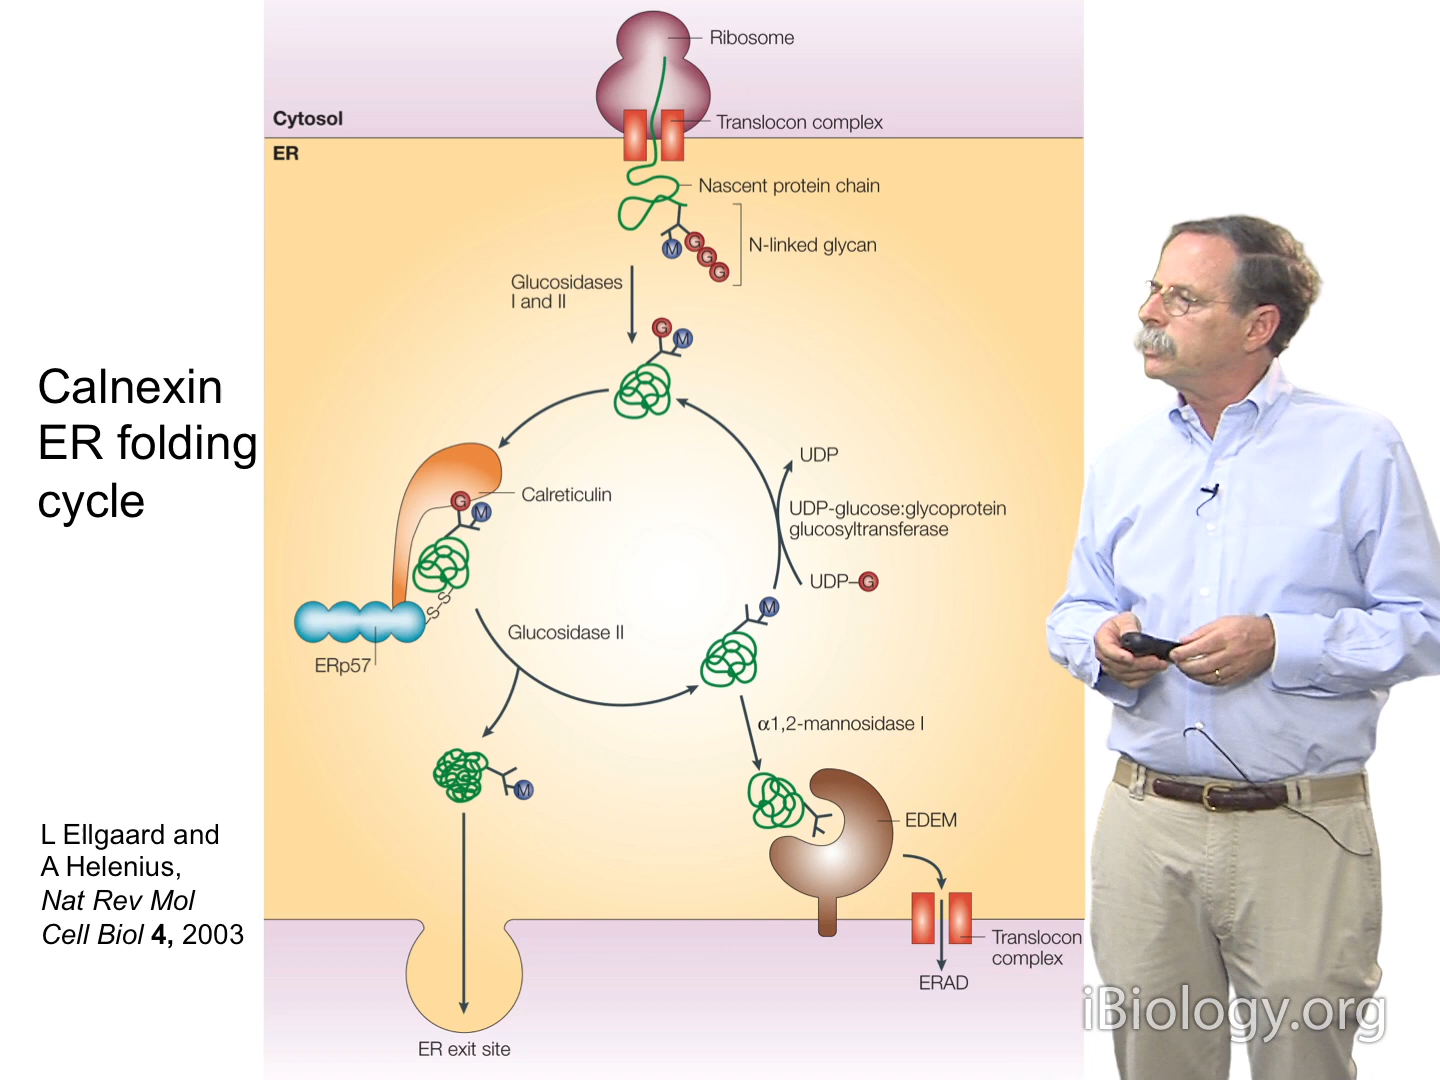 Ribosome
Cytosol
Translocon complex
ER
Nascent protein chain
M
G
G
G
N-linked glycan
Glucosidases
I and II
G
M
Calnexin
ER folding
cycle
UDP
G
M
Calreticulin
UDP-glucose:glycoprotein
glucosyltransferase
UDP–G
–S–S–
M
Glucosidase II
ERp57
α1,2-mannosidase I
M
L Ellgaard and
A Helenius,
Nat Rev Mol
Cell Biol 4, 2003
EDEM
Translocon
complex
ERAD
ER exit site
iBiology.org